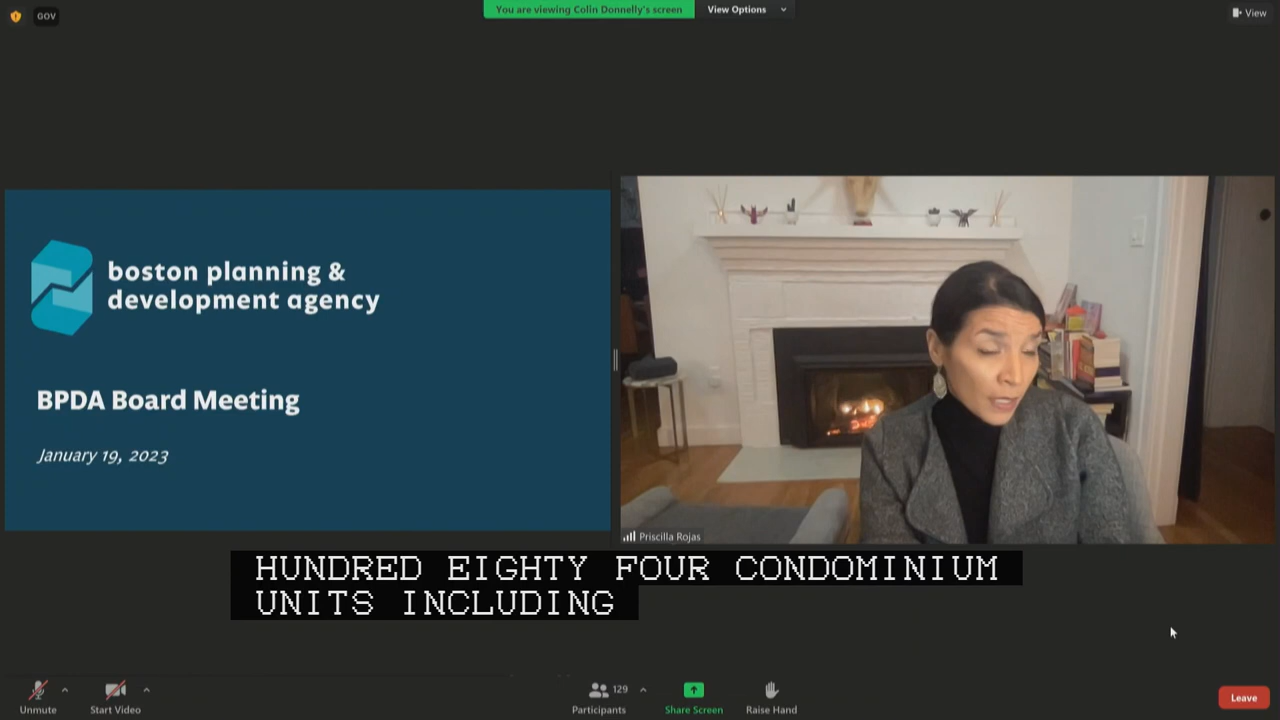 GOV
You are viewing Colin Donnelly's screen
View Options
View
boston planning &
development agency
BPDA Board Meeting
January 19, 2023
Priscilla Rojas
HUNDRED EIGHTY FOUR CONDOMINIUM
UNITS INCLUDING
Unmute
Start Video
129
Participants
Share Screen
Raise Hand
Leave